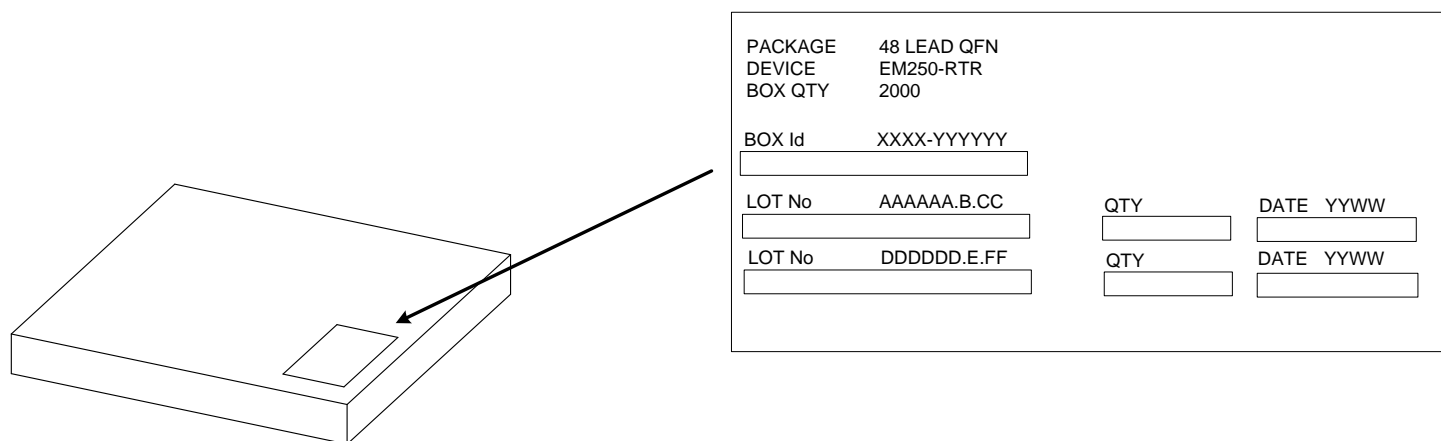 PACKAGE 48 LEAD QFN
DEVICE EM250-RTR
BOX QTY 2000
BOX Id XXXX-YYYYYY
LOT No AAAAAA.B.CC QTY DATE YYWW
LOT No DDDDDD.E.FF QTY DATE YYWW